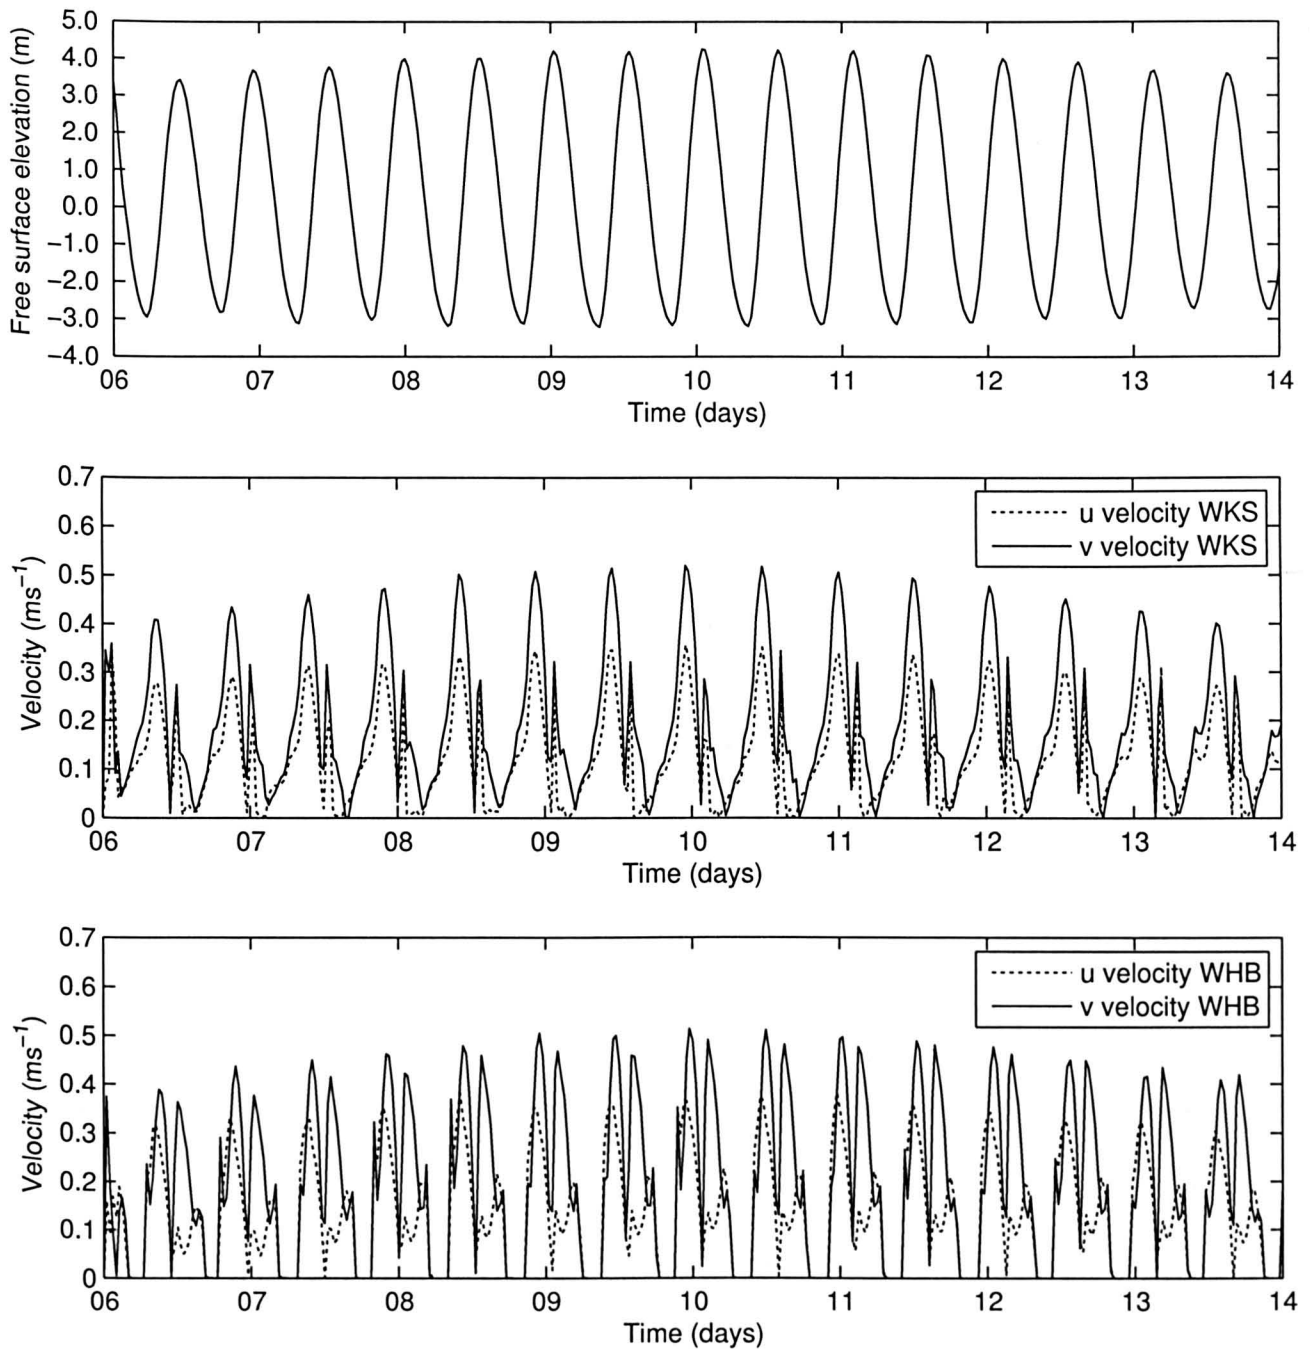 5.0
4.0
3.0
2.0
1.0
0.0
−1.0
−2.0
−3.0
−4.0
Free surface elevation (m)
06 07 08 09 10 11 12 13 14
Time (days)
0.7
0.6
0.5
0.4
0.3
0.2
0.1
0
Velocity (ms⁻¹)
u velocity WKS
v velocity WKS
06 07 08 09 10 11 12 13 14
Time (days)
0.7
0.6
0.5
0.4
0.3
0.2
0.1
0
Velocity (ms⁻¹)
u velocity WHB
v velocity WHB
06 07 08 09 10 11 12 13 14
Time (days)